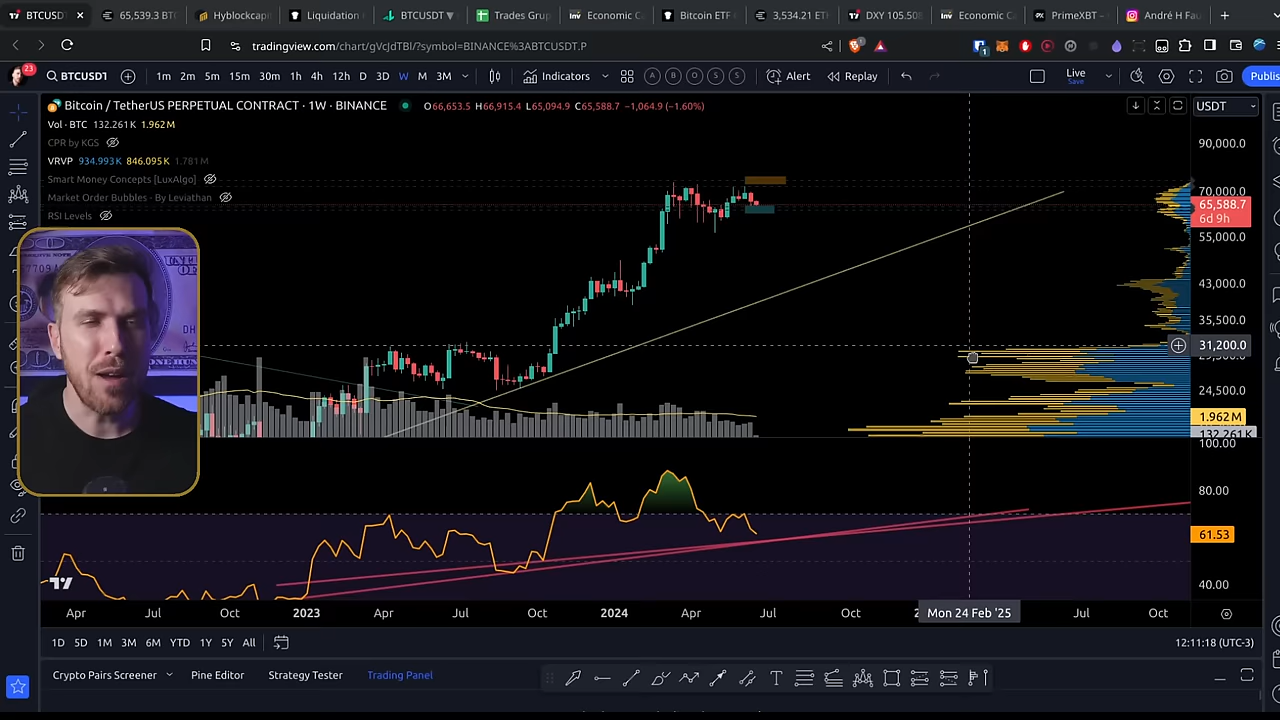 BTCUSDT
65,539.3 BTC
Hyblockcapi
Liquidation
BTCUSDT
Trades Grup
Economic Ca
Bitcoin ETF
3,534.21 ET
DXY 105.508
Economic Ca
PrimeXBT –
André H Fau
tradingview.com/chart/gVcJdTBI/?symbol=BINANCE%3ABTCUSDT.P
23
BTCUSD1
1m 2m 5m 15m 30m 1h 4h 12h D 3D W M 3M
Indicators
Alert
Replay
Live
Save
Publis
Bitcoin / TetherUS PERPETUAL CONTRACT · 1W · BINANCE
O66,653.5 H66,915.4 L65,094.9 C65,588.7 −1,064.9 (−1.60%)
USDT
Vol · BTC 132.261K 1.962M
CPR by KGS
VRVP 934.993K 846.095K 1.781M
Smart Money Concepts [LuxAlgo]
Market Order Bubbles - By Leviathan
RSI Levels
90,000.0
70,000.0
65,588.7
6d 9h
55,000.0
43,000.0
35,500.0
31,200.0
24,500.0
1.962M
132.261K
100.00
80.00
61.53
40.00
Apr Jul Oct 2023 Apr Jul Oct 2024 Apr Jul Oct Mon 24 Feb '25 Jul Oct
1D 5D 1M 3M 6M YTD 1Y 5Y All
12:11:18 (UTC-3)
Crypto Pairs Screener
Pine Editor
Strategy Tester
Trading Panel